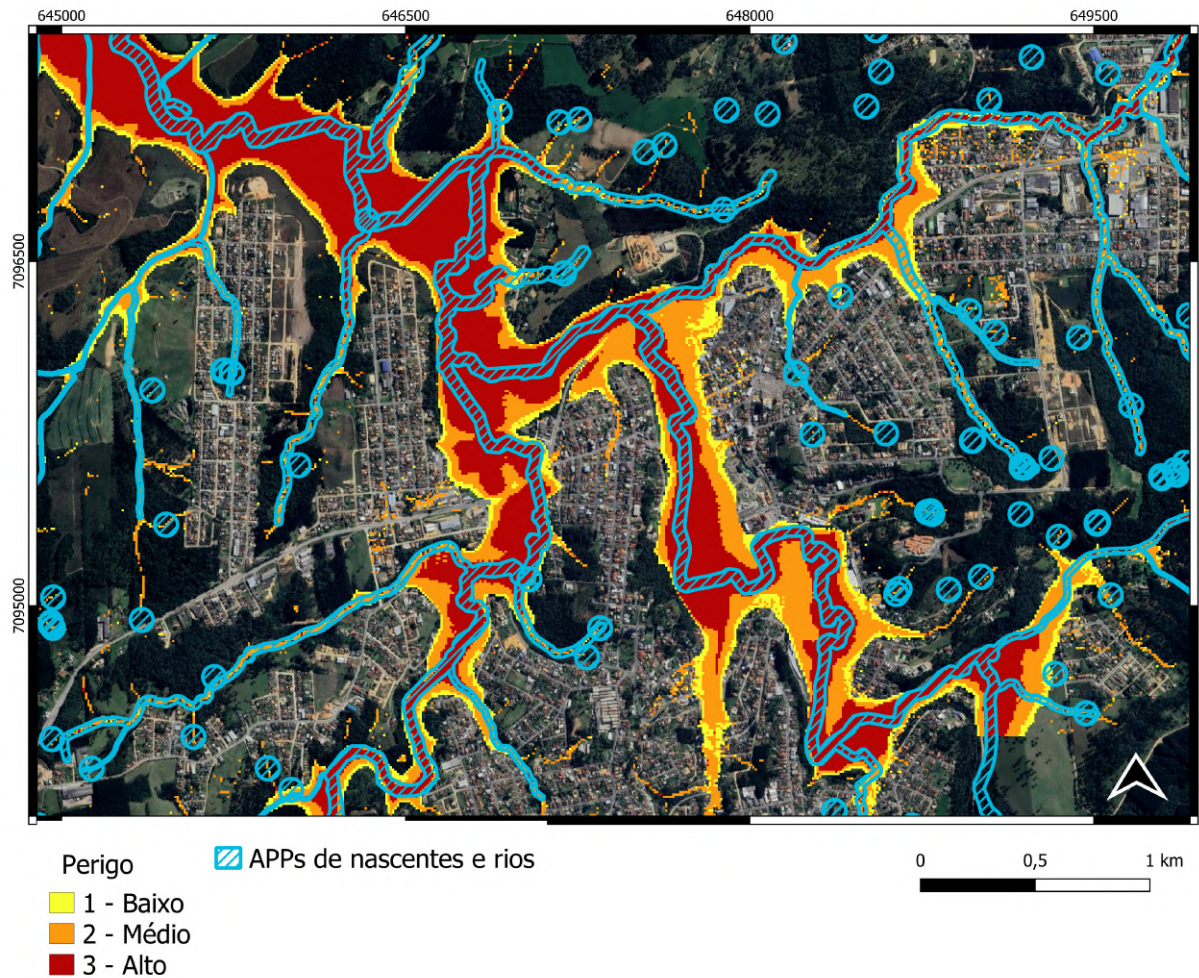 645000 646500 648000 649500
7096500
7095000
Perigo
APPs de nascentes e rios
1 - Baixo
2 - Médio
3 - Alto
0 0,5 1 km